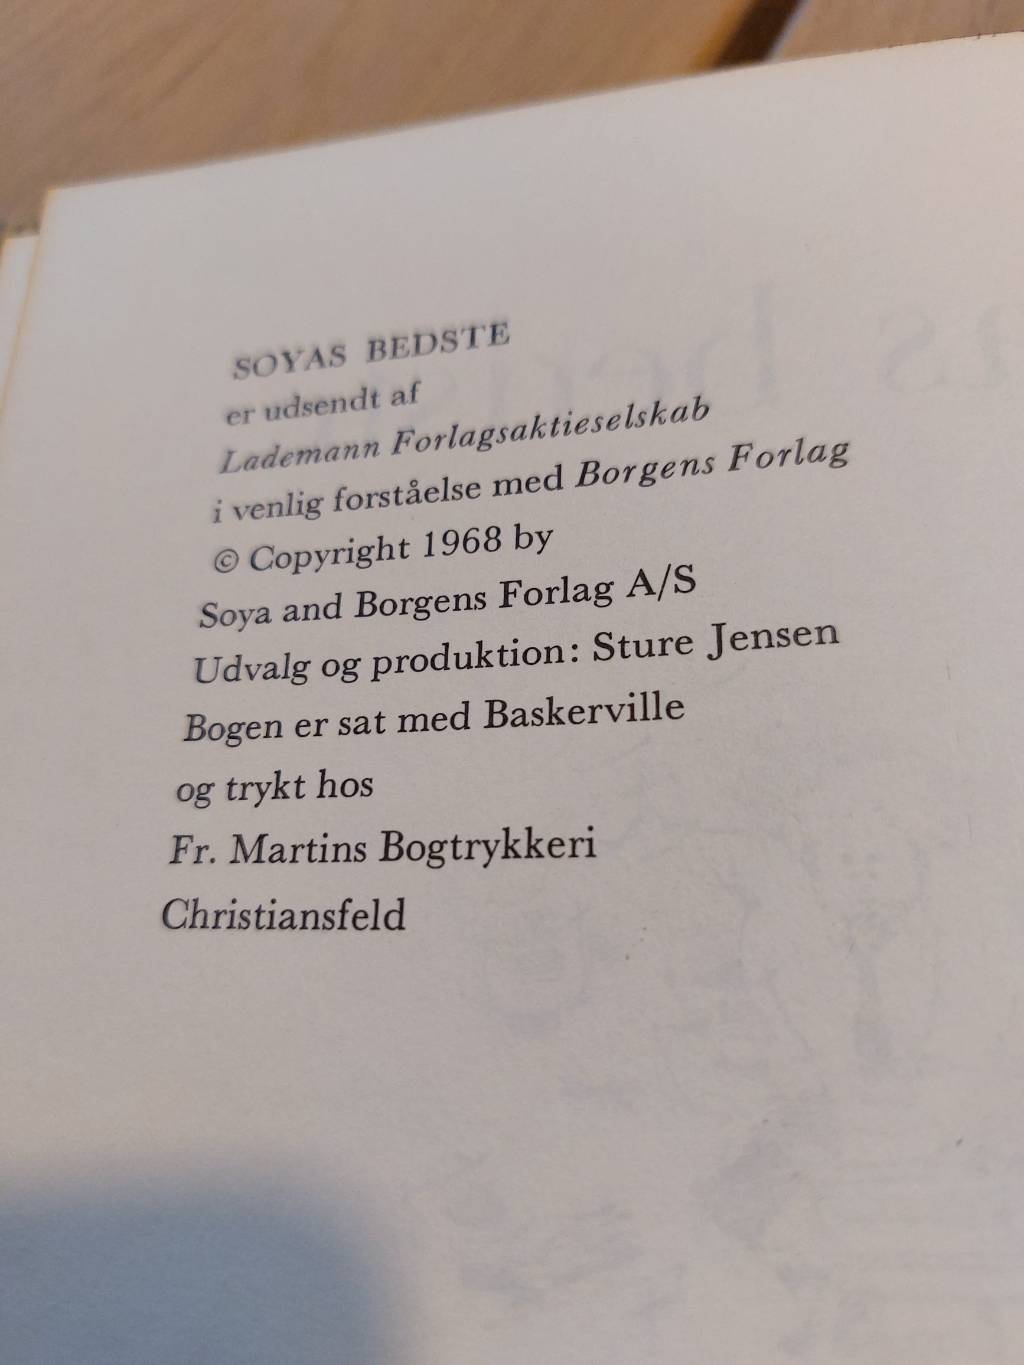 SOYAS BEDSTE
er udsendt af
Lademann Forlagsaktieselskab
i venlig forståelse med Borgens Forlag
© Copyright 1968 by
Soya and Borgens Forlag A/S
Udvalg og produktion: Sture Jensen
Bogen er sat med Baskerville
og trykt hos
Fr. Martins Bogtrykkeri
Christiansfeld